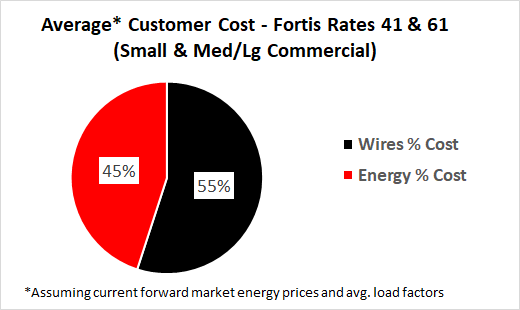 Average* Customer Cost - Fortis Rates 41 & 61
(Small & Med/Lg Commercial)
45%
55%
Wires % Cost
Energy % Cost
*Assuming current forward market energy prices and avg. load factors